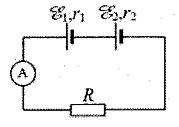 ℰ₁,r₁ ℰ₂,r₂
A
R